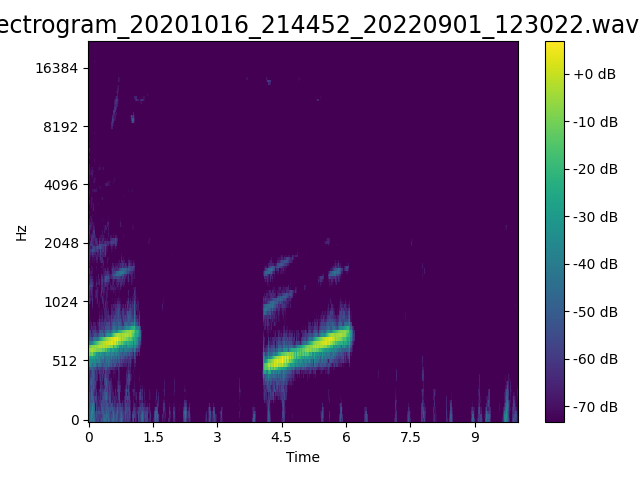 ectrogram_20201016_214452_20220901_123022.wav
16384
8192
4096
2048
1024
512
0
Hz
0 1.5 3 4.5 6 7.5 9
Time
+0 dB
-10 dB
-20 dB
-30 dB
-40 dB
-50 dB
-60 dB
-70 dB